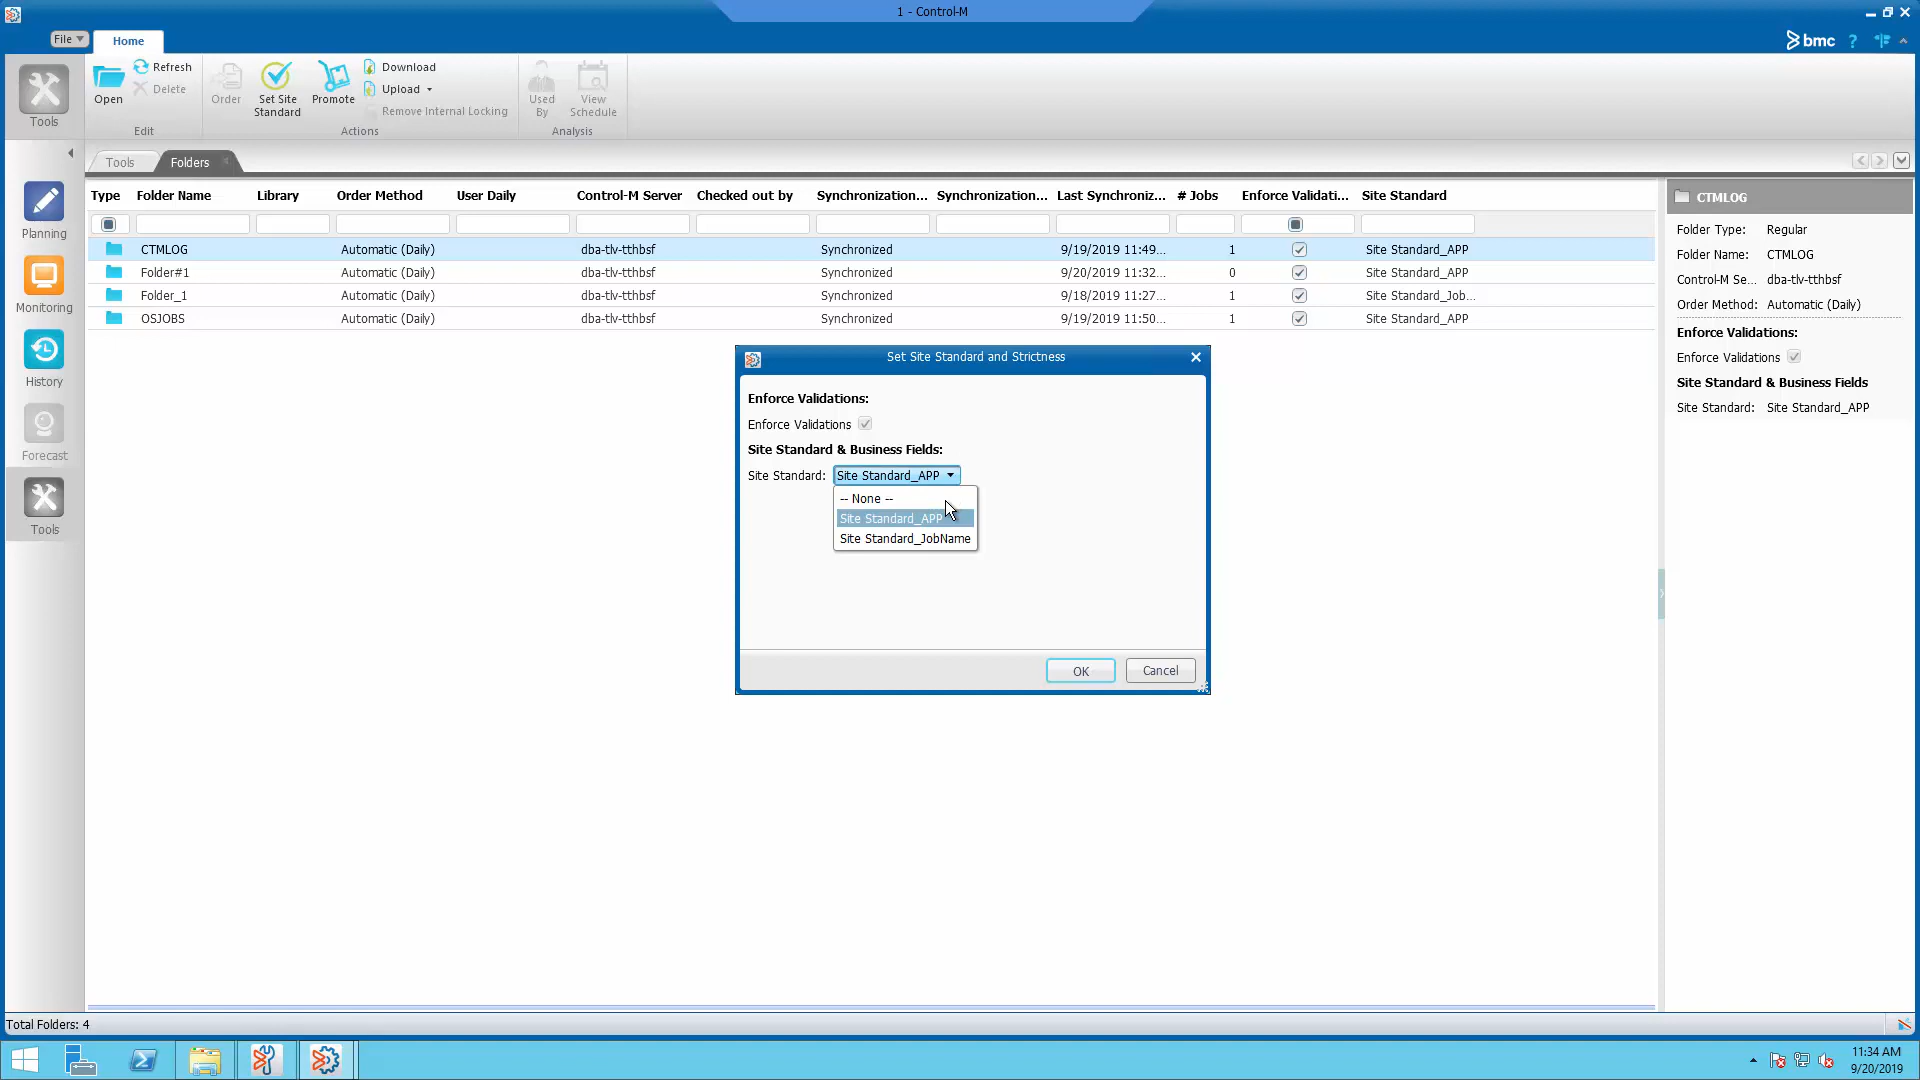 1 - Control-M
File
Home
bmc ?
Tools
Open
Refresh
Delete
Edit
Order
Set Site Standard
Promote
Download
Upload
Remove Internal Locking
Actions
Used By
View Schedule
Analysis
Tools
Folders
Type Folder Name Library Order Method User Daily Control-M Server Checked out by Synchronization... Synchronization... Last Synchroniz... # Jobs Enforce Validati... Site Standard
CTMLOG Automatic (Daily) dba-tlv-tthbsf Synchronized 9/19/2019 11:49... 1 Site Standard_APP
Folder#1 Automatic (Daily) dba-tlv-tthbsf Synchronized 9/20/2019 11:32... 0 Site Standard_APP
Folder_1 Automatic (Daily) dba-tlv-tthbsf Synchronized 9/18/2019 11:27... 1 Site Standard_Job...
OSJOBS Automatic (Daily) dba-tlv-tthbsf Synchronized 9/19/2019 11:50... 1 Site Standard_APP
Planning
Monitoring
History
Forecast
Tools
Set Site Standard and Strictness
Enforce Validations:
Enforce Validations
Site Standard & Business Fields:
Site Standard: Site Standard_APP
-- None --
Site Standard_APP
Site Standard_JobName
OK
Cancel
CTMLOG
Folder Type: Regular
Folder Name: CTMLOG
Control-M Se... dba-tlv-tthbsf
Order Method: Automatic (Daily)
Enforce Validations:
Enforce Validations
Site Standard & Business Fields
Site Standard: Site Standard_APP
Total Folders: 4
11:34 AM
9/20/2019